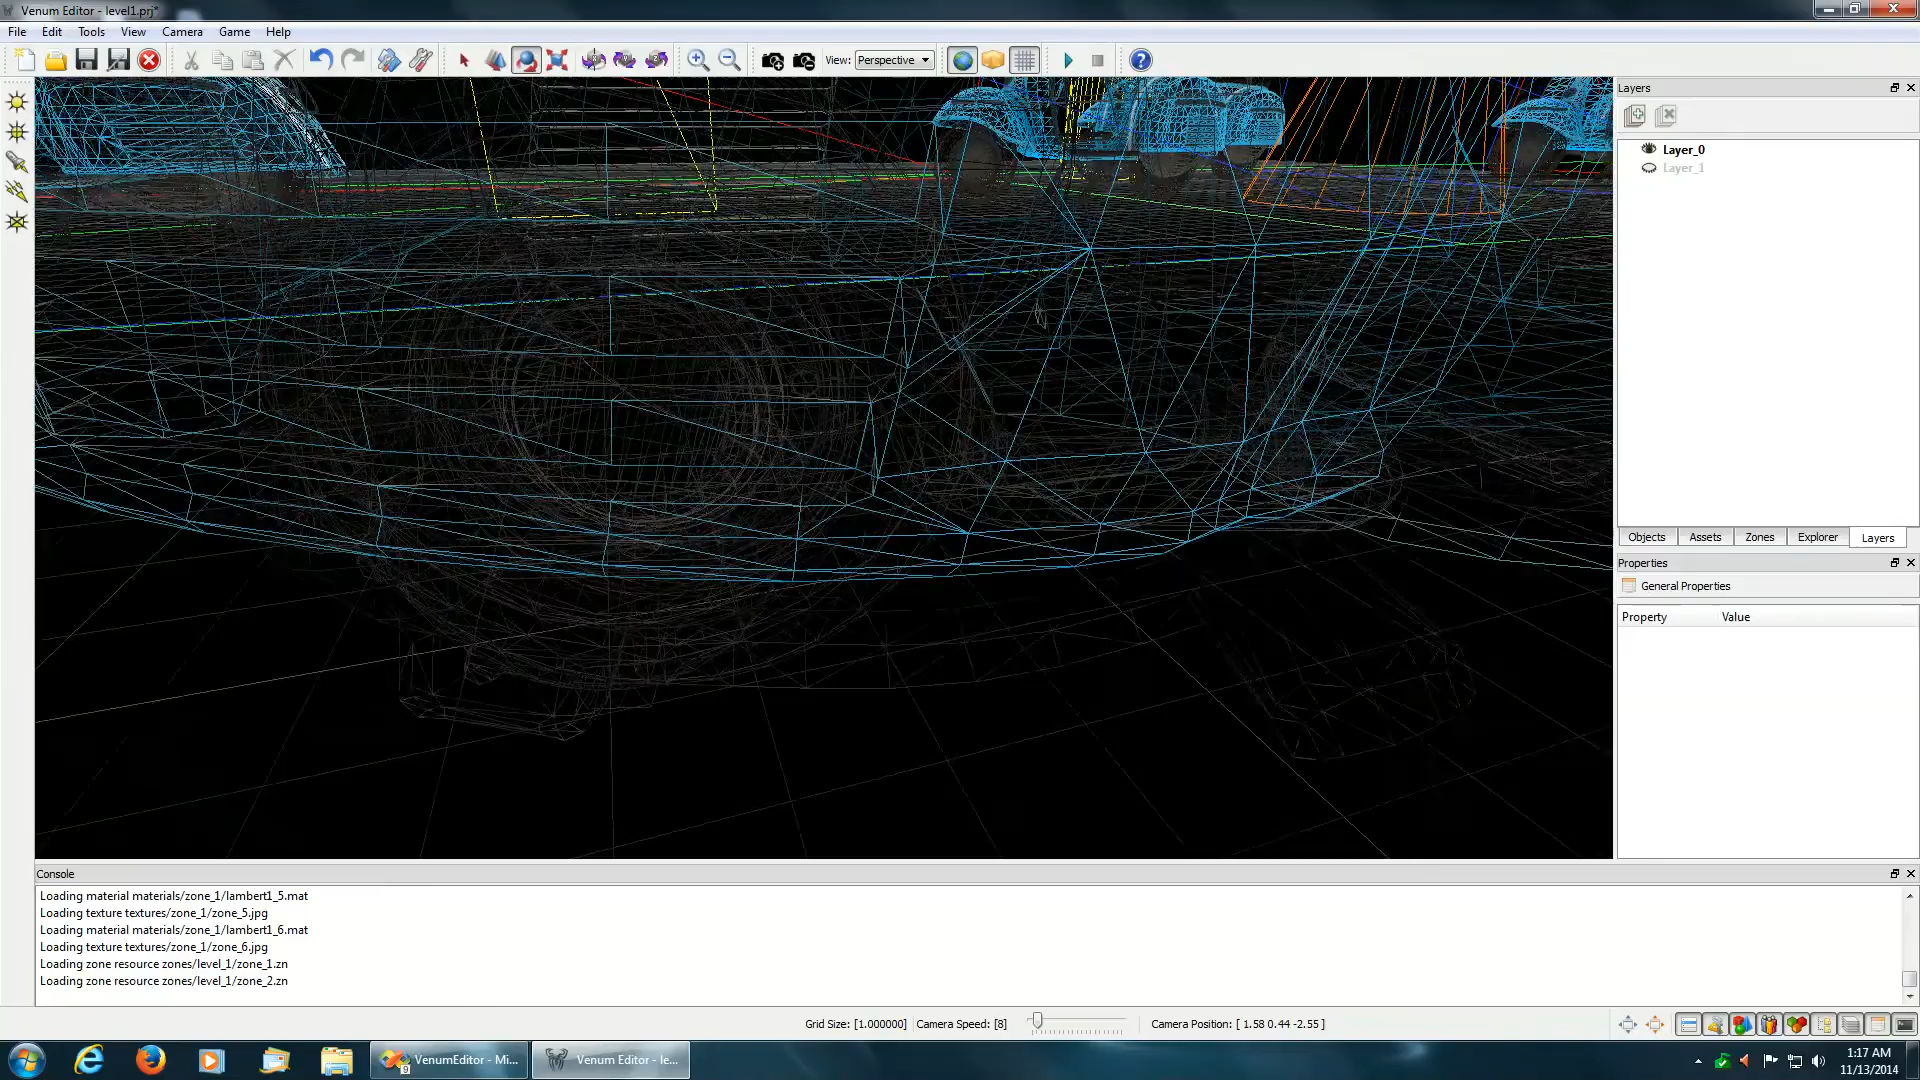 Venum Editor - level1.prj*
File Edit Tools View Camera Game Help
View: Perspective
Layers
Layer_0
Layer_1
Objects Assets Zones Explorer Layers
Properties
General Properties
Property Value
Console
Loading material materials/zone_1/lambert1_5.mat
Loading texture textures/zone_1/zone_5.jpg
Loading material materials/zone_1/lambert1_6.mat
Loading texture textures/zone_1/zone_6.jpg
Loading zone resource zones/level_1/zone_1.zn
Loading zone resource zones/level_1/zone_2.zn
Grid Size: [1.000000] Camera Speed: [8] Camera Position: [ 1.58 0.44 -2.55 ]
VenumEditor - Mi... Venum Editor - le... 1:17 AM
11/13/2014